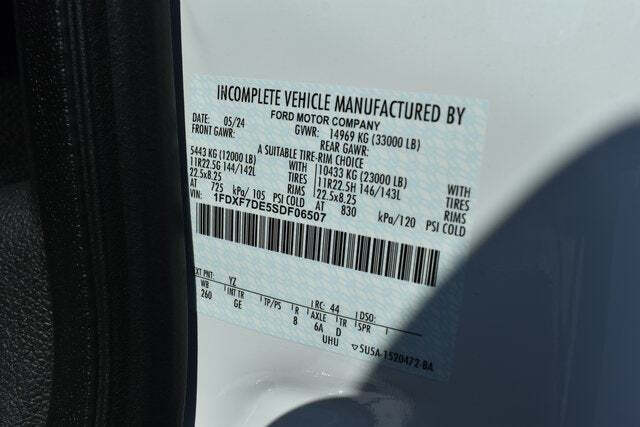 INCOMPLETE VEHICLE MANUFACTURED BY
FORD MOTOR COMPANY
DATE: 05/24 GVWR: 14969 KG (33000 LB)
FRONT GAWR: REAR GAWR:
A SUITABLE TIRE-RIM CHOICE
5443 KG (12000 LB) WITH 10433 KG (23000 LB) WITH
11R22.5G 144/142L TIRES 11R22.5H 146/143L TIRES
22.5x8.25 RIMS 22.5x8.25 RIMS
AT 725 kPa/ 105 PSI COLD AT 830 kPa/120 PSI COLD
VIN: 1FDXF7DE5SDF06507
XT PNT: YZ RC: 44 DSO:
WB INT TR TP/PS R AXLE TR SPR
260 GE B 6A D
UHU SU5A-1520472-BA